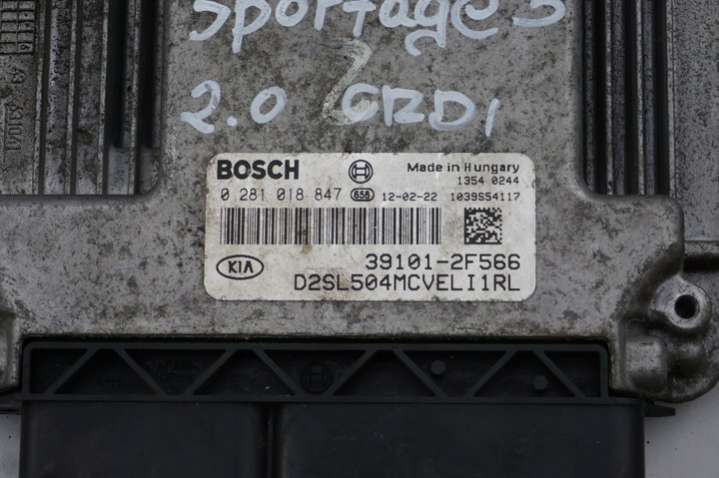 Sportage 3
2.0 CRDI
BOSCH Made in Hungary
1354 0244
0 281 018 847 656 12-02-22 1039S54117
KIA 39101-2F566
D2SL504MCVELI1RL